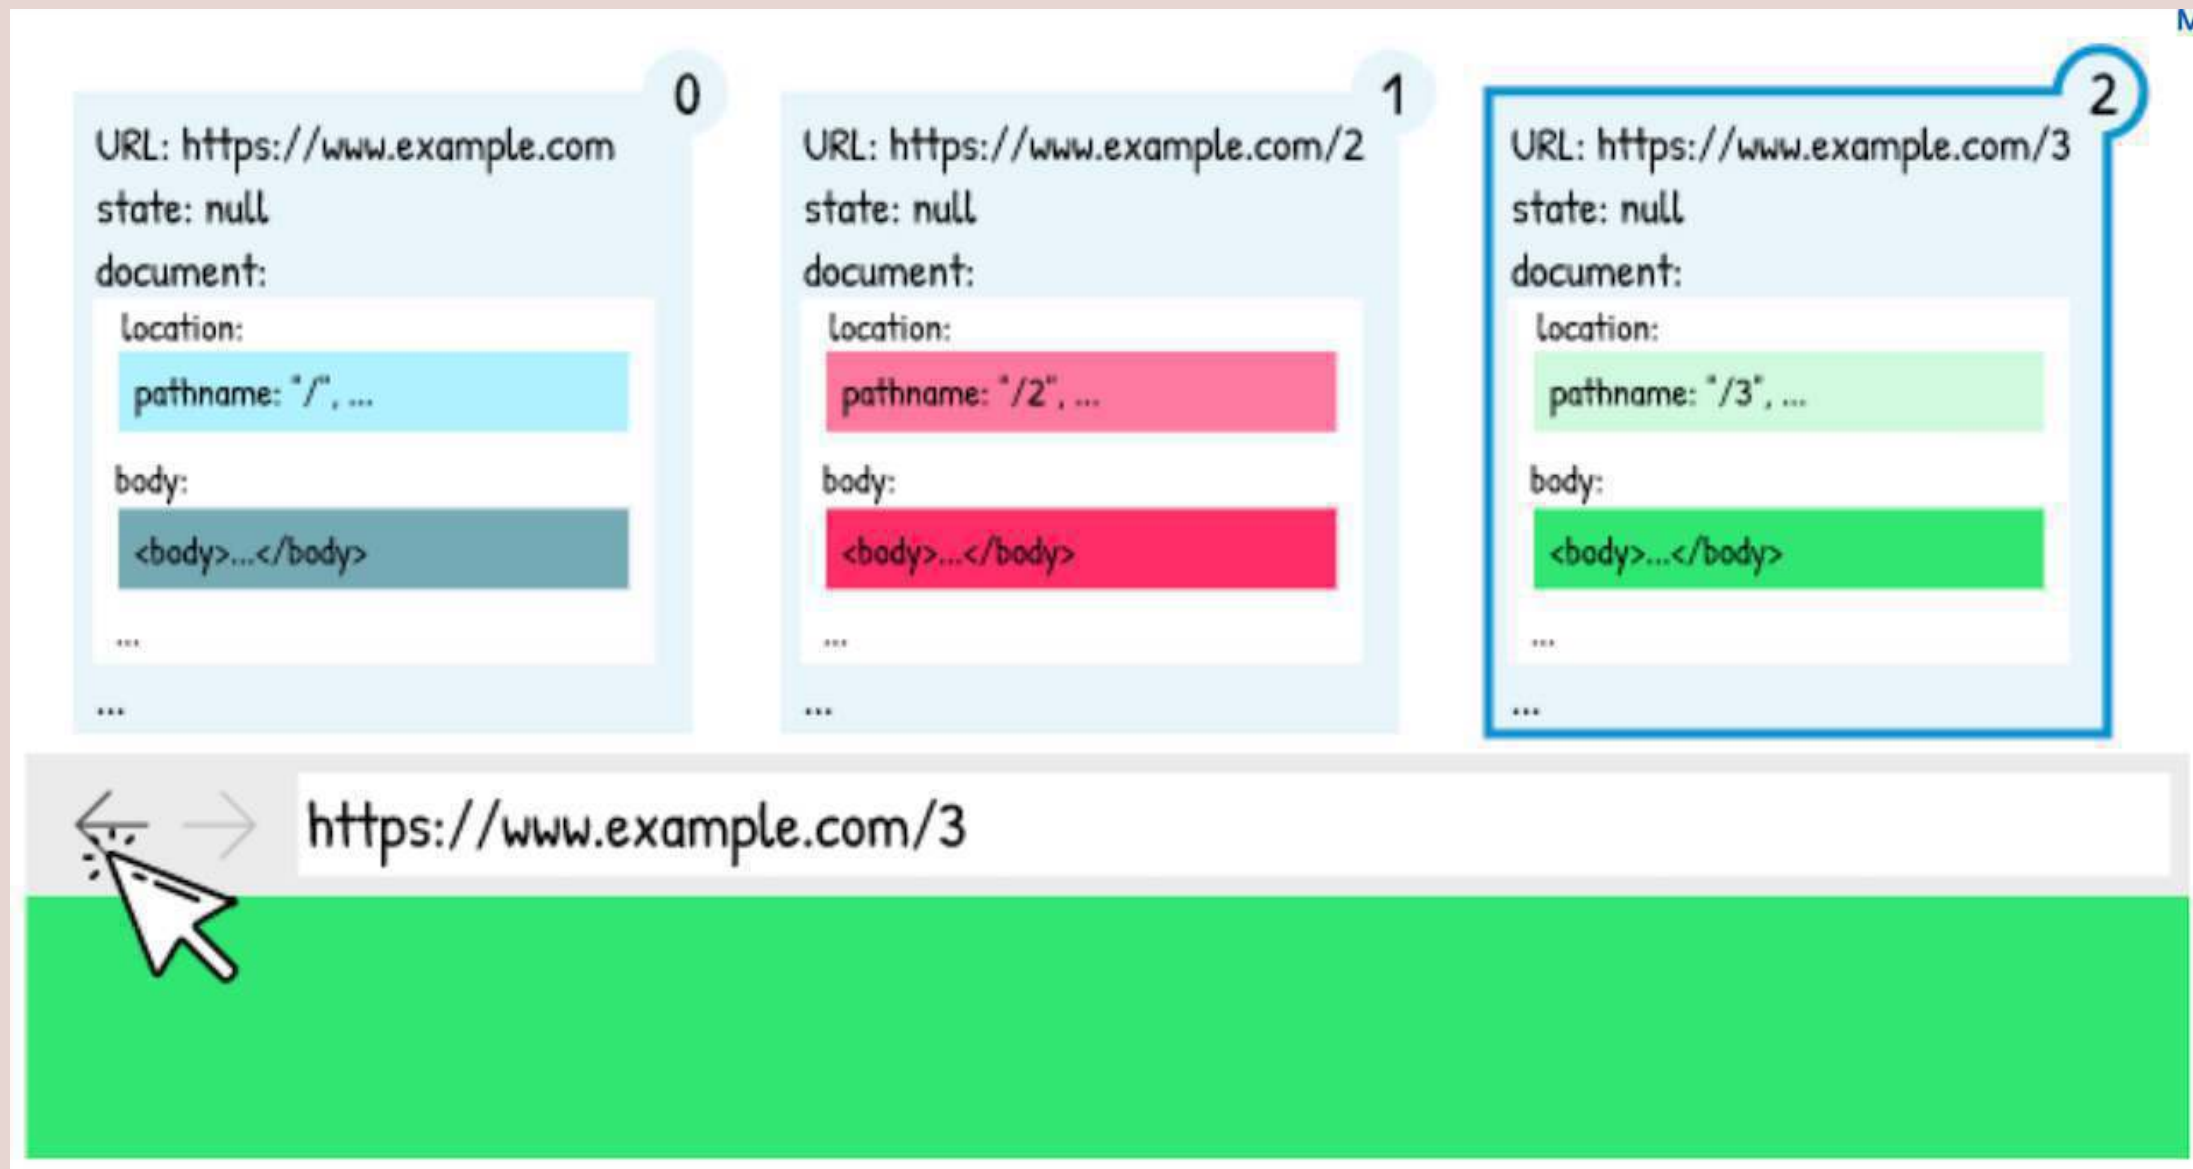 0
URL: https://www.example.com
state: null
document:
location:
pathname: "/", ...
body:
<body>...</body>
...
...
1
URL: https://www.example.com/2
state: null
document:
location:
pathname: "/2", ...
body:
<body>...</body>
...
...
2
URL: https://www.example.com/3
state: null
document:
location:
pathname: "/3", ...
body:
<body>...</body>
...
...
https://www.example.com/3